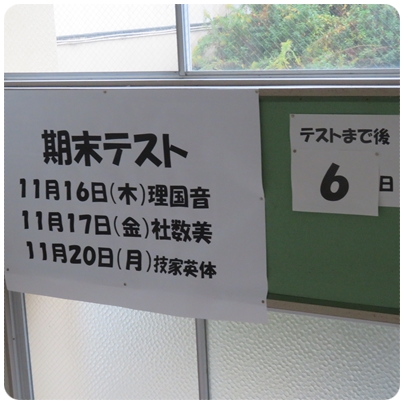 期末テスト
11月16日(木)理国音
11月17日(金)社数美
11月20日(月)技家英体
テストまで後
6日